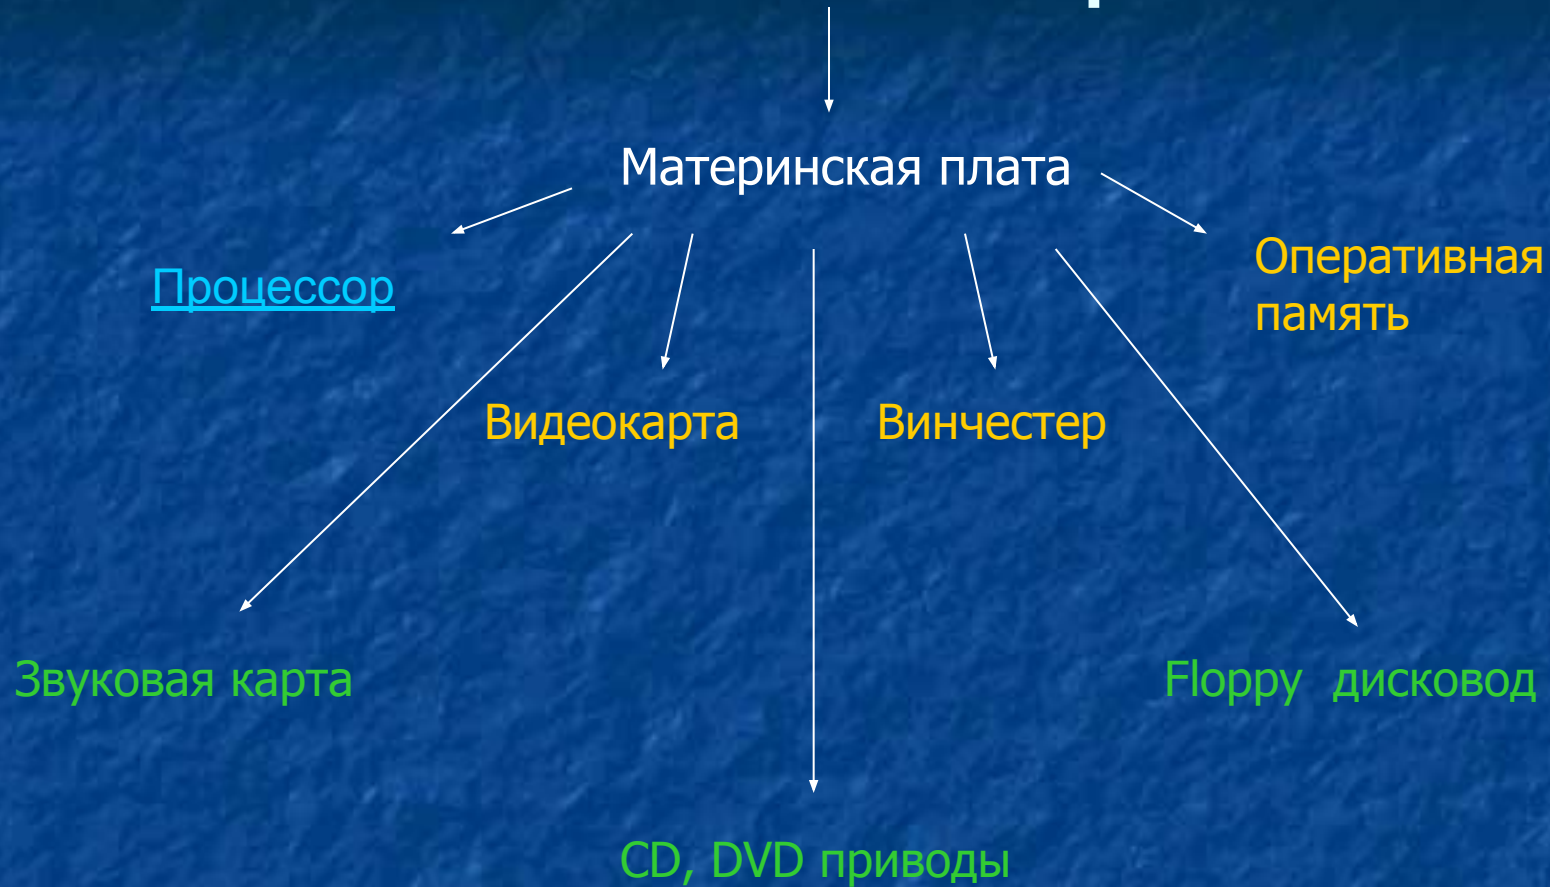 Материнская плата
Процессор
Оперативная
память
Видеокарта
Винчестер
Звуковая карта
Floppy дисковод
CD, DVD приводы